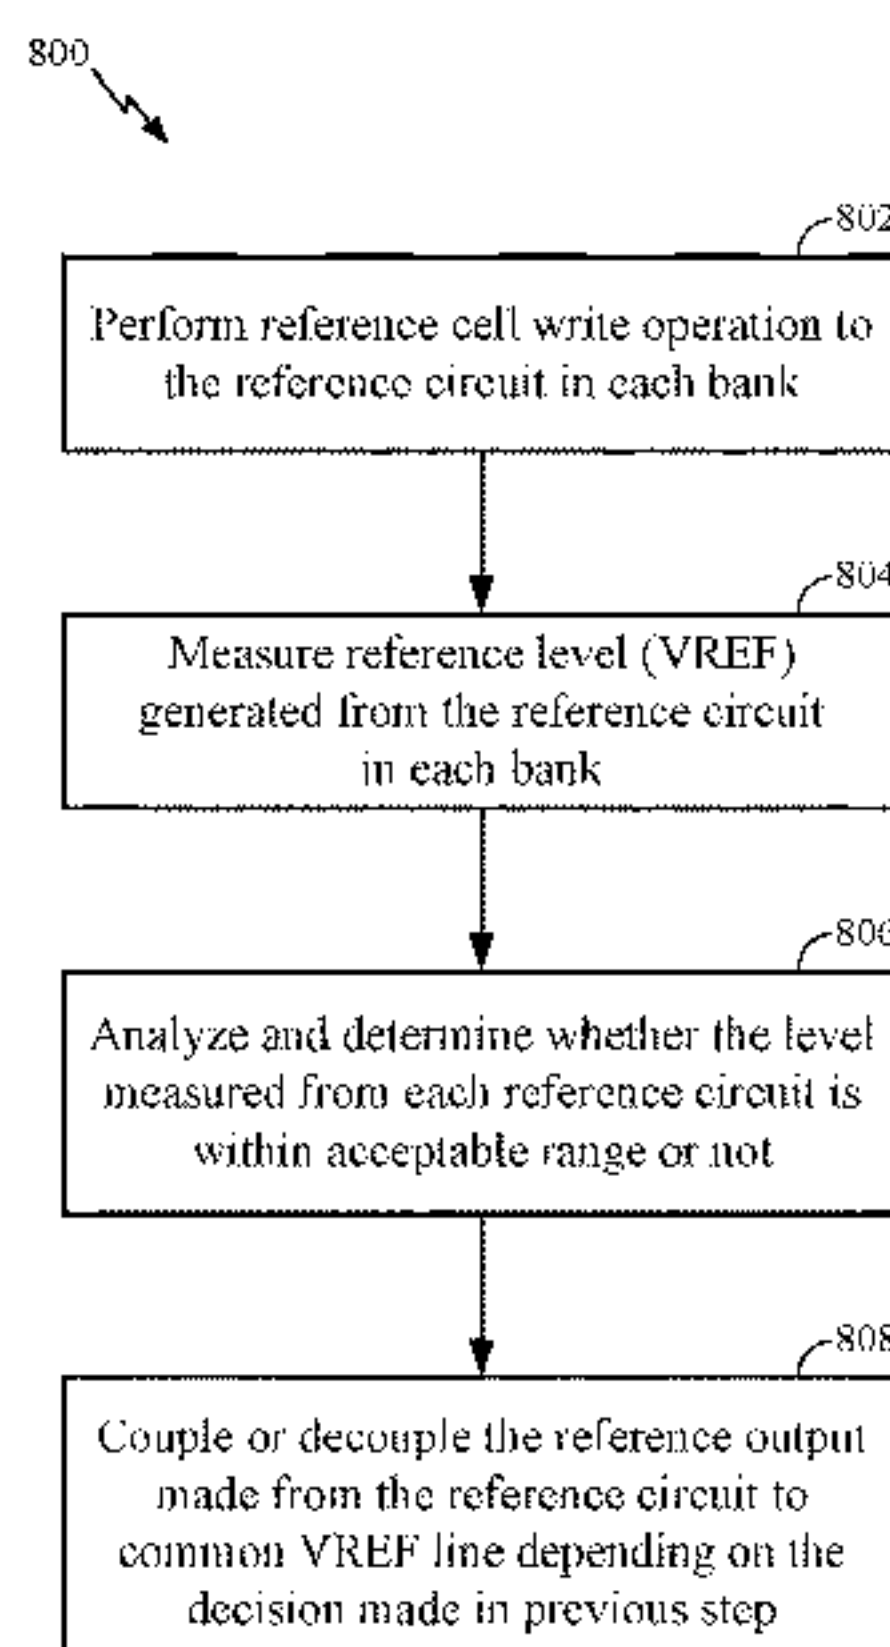 800
802
Perform reference cell write operation to
the reference circuit in each bank
804
Measure reference level (VREF)
generated from the reference circuit
in each bank
806
Analyze and determine whether the level
measured from each reference circuit is
within acceptable range or not
808
Couple or decouple the reference output
made from the reference circuit to
common VREF line depending on the
decision made in previous step